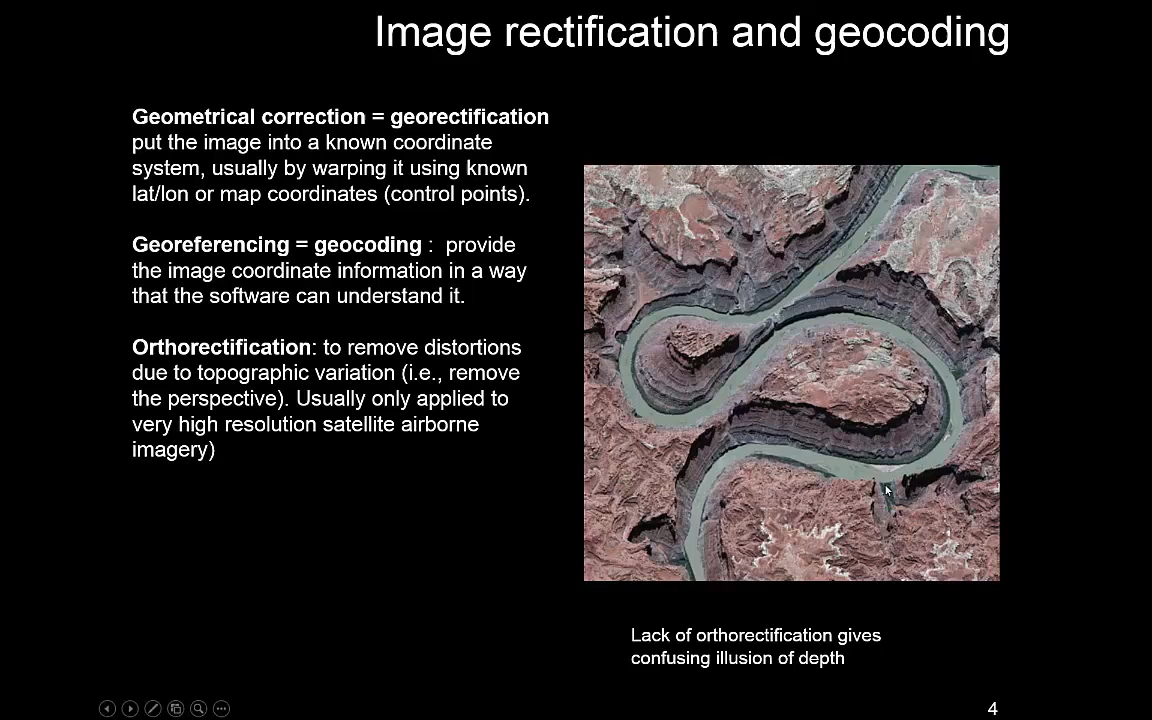 Image rectification and geocoding
Geometrical correction = georectification
put the image into a known coordinate
system, usually by warping it using known
lat/lon or map coordinates (control points).
Georeferencing = geocoding :  provide
the image coordinate information in a way
that the software can understand it.
Orthorectification: to remove distortions
due to topographic variation (i.e., remove
the perspective). Usually only applied to
very high resolution satellite airborne
imagery)
Lack of orthorectification gives
confusing illusion of depth
4